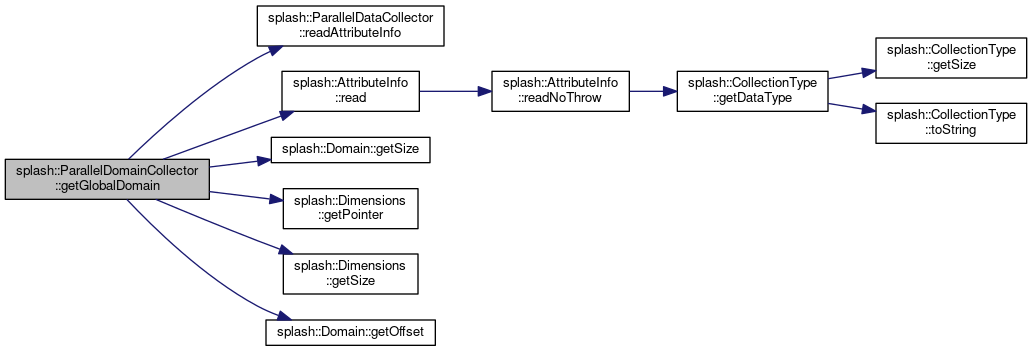 splash::ParallelDataCollector
::readAttributeInfo
splash::AttributeInfo
::read
splash::AttributeInfo
::readNoThrow
splash::CollectionType
::getDataType
splash::CollectionType
::getSize
splash::CollectionType
::toString
splash::Domain::getSize
splash::ParallelDomainCollector
::getGlobalDomain
splash::Dimensions
::getPointer
splash::Dimensions
::getSize
splash::Domain::getOffset